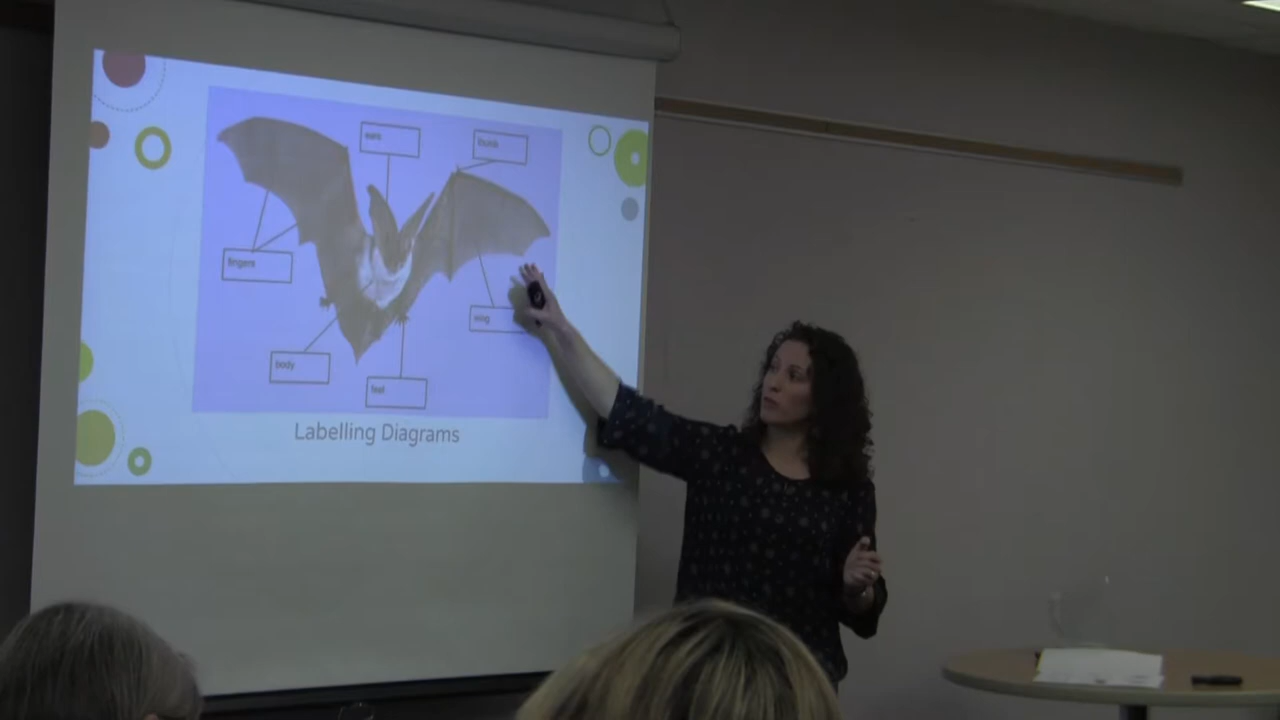 ears
thumb
fingers
wing
body
feet
Labelling Diagrams